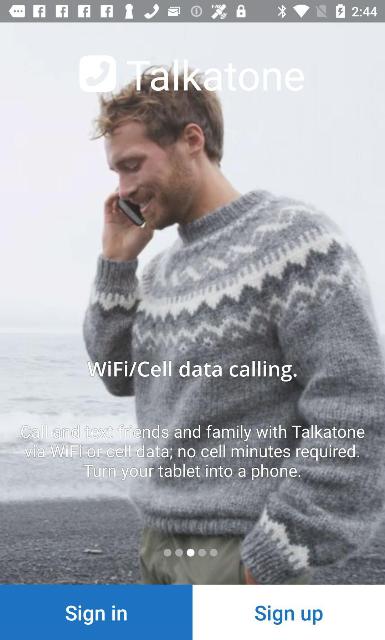 2:44
Talkatone
WiFi/Cell data calling.
Call and text friends and family with Talkatone
via WiFi or cell data; no cell minutes required.
Turn your tablet into a phone.
Sign in
Sign up